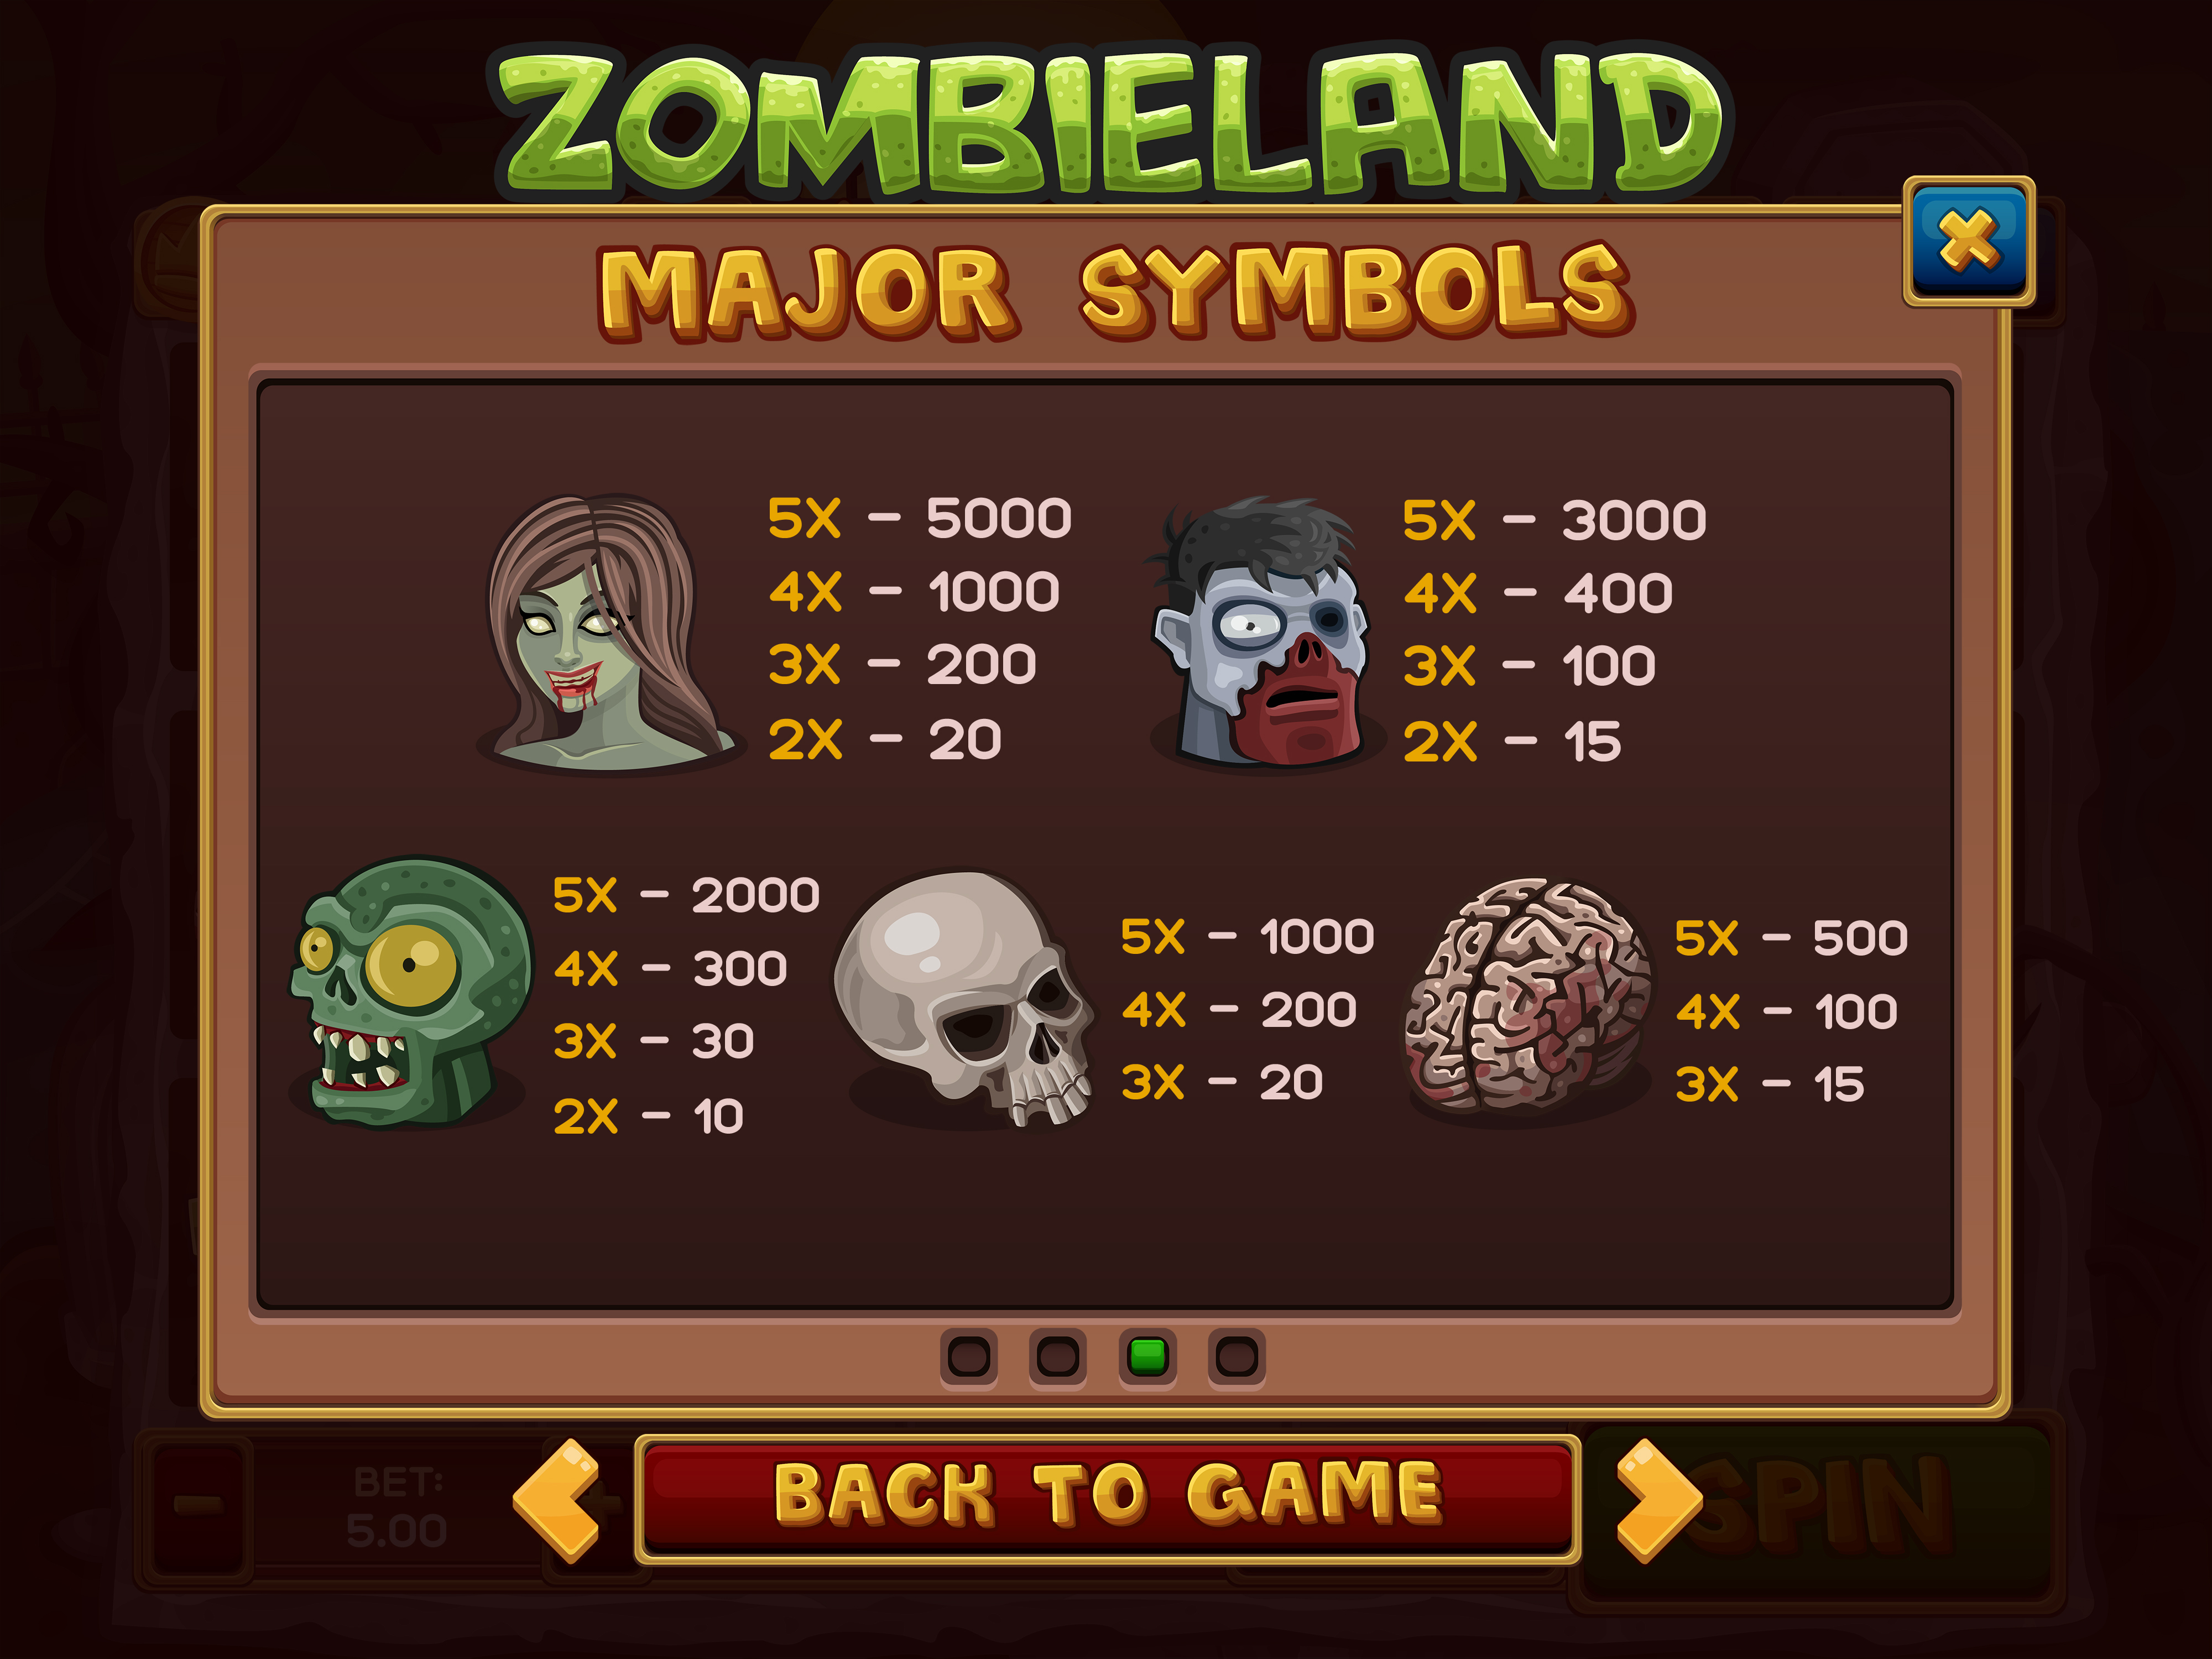 ZOMBIELAND
MAJOR SYMBOLS
5X - 5000
4X - 1000
3X - 200
2X - 20
5X - 3000
4X - 400
3X - 100
2X - 15
5X - 2000
4X - 300
3X - 30
2X - 10
5X - 1000
4X - 200
3X - 20
5X - 500
4X - 100
3X - 15
BET:
5.00
BACK TO GAME
SPIN